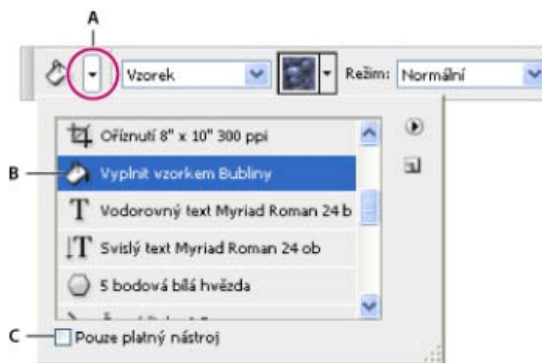 A
Vzorek Režim: Normální
Oříznutí 8" x 10" 300 ppi
B Vyplnit vzorkem Bubliny
T Vodorovný text Myriad Roman 24 b
T Svislý text Myriad Roman 24 ob
5 bodová bílá hvězda
C Pouze platný nástroj